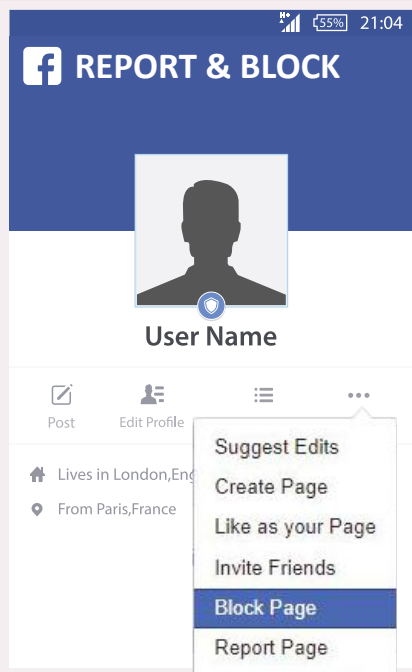 55% 21:04
f REPORT & BLOCK
User Name
Post Edit Profile
Suggest Edits
Lives in London,Eng
Create Page
From Paris,France
Like as your Page
Invite Friends
Block Page
Report Page